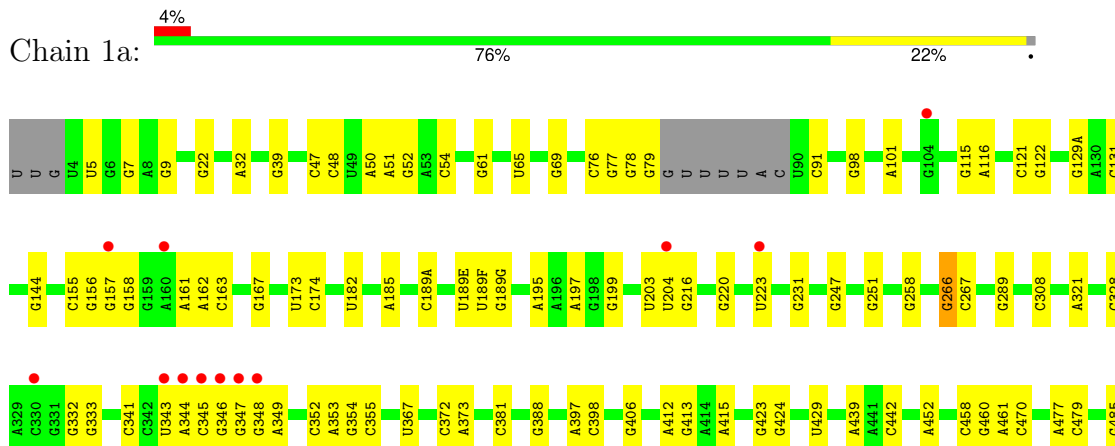 4%
Chain 1a:
76% 22% •
U U G U4 U5 G6 G7 A8 G9 G22 A32 G39 C47 C48 U49 A50 A51 G52 A53 C54 G61 U65 G69 C76 G77 G78 G79 G U U U U A C U90 C91 G98 A101 G104 G115 A116 C121 G122 G129A A130
G144 C155 G156 G157 G158 G159 A160 A161 A162 C163 G167 U173 C174 U182 A185 C189A U189E U189F G189G A195 A196 A197 G198 G199 U203 U204 G216 G220 U223 G231 G247 G251 G258 G266 C267 G289 C308 A321
A329 C330 G331 G332 G333 C341 C342 U343 A344 C345 G346 G347 G348 A349 C352 A353 G354 C355 U367 C372 A373 C381 G388 A397 C398 G406 A412 G413 A414 A415 G423 G424 U429 A439 A441 C442 A452 C458 G460 A461 C470 A477 C479